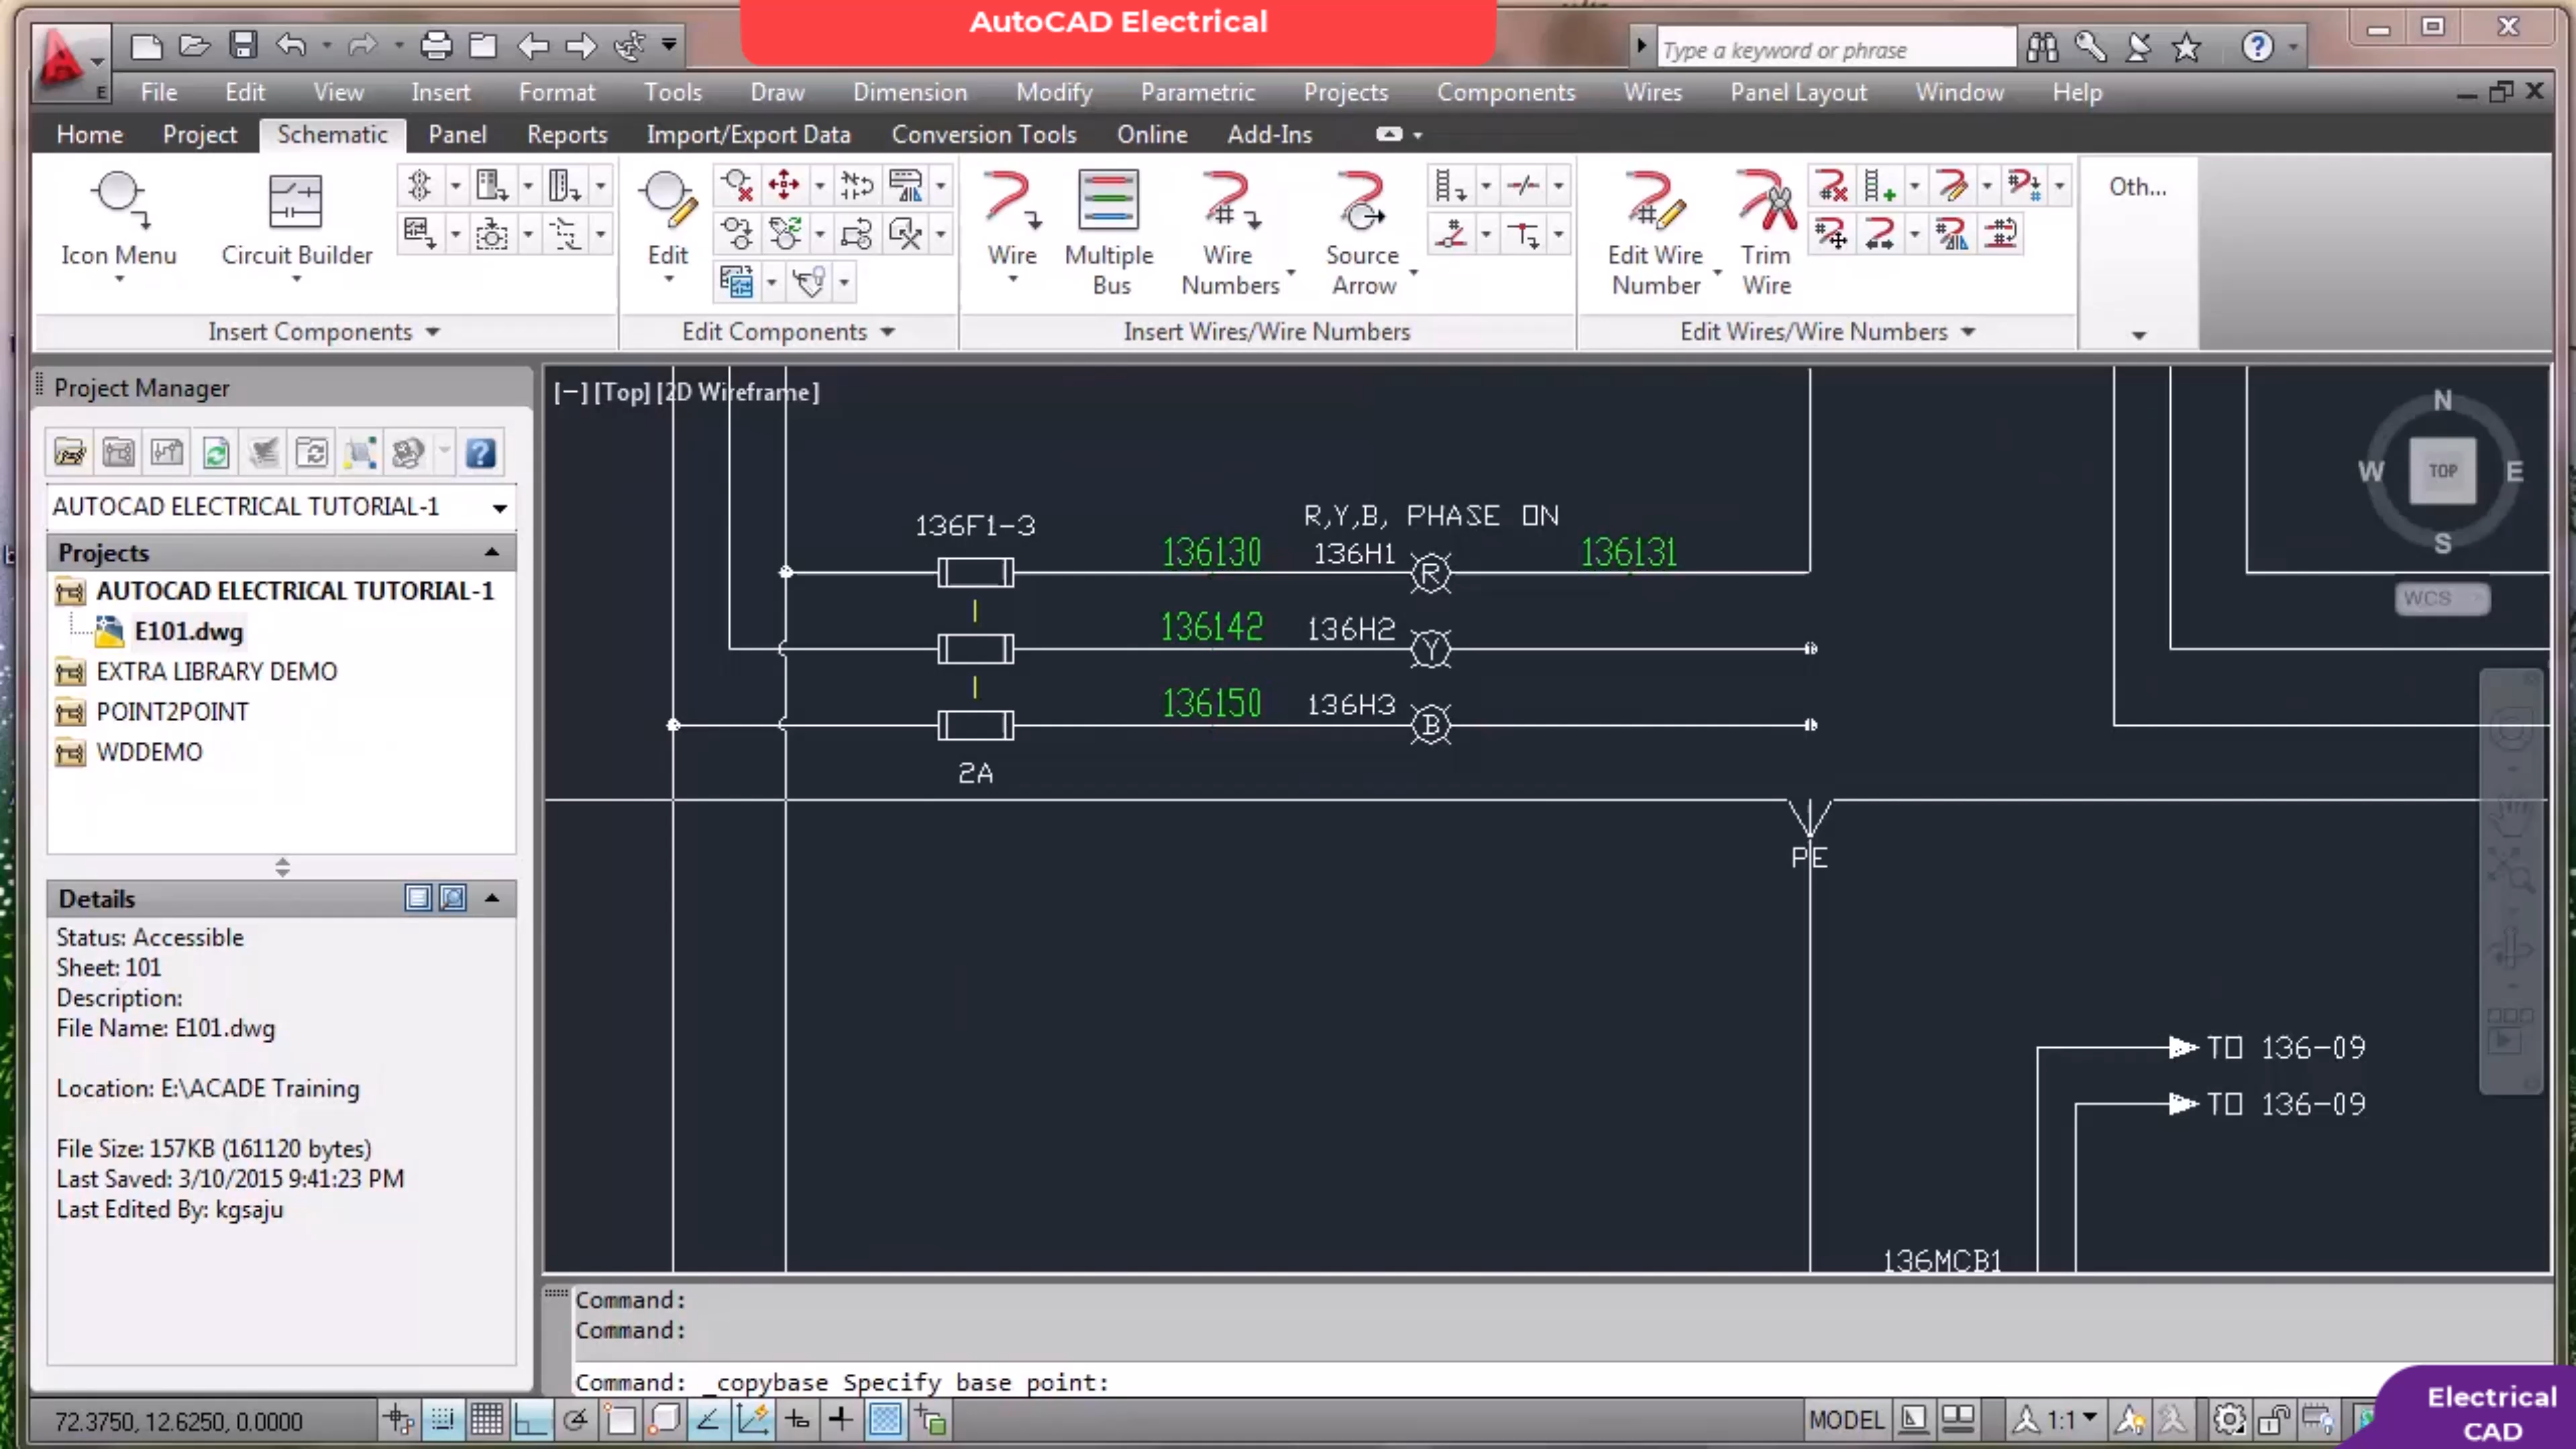 AutoCAD Electrical
E
Type a keyword or phrase
File Edit View Insert Format Tools Draw Dimension Modify Parametric Projects Components Wires Panel Layout Window Help
Home Project Schematic Panel Reports Import/Export Data Conversion Tools Online Add-Ins
Icon Menu
Circuit Builder
Edit
Wire
Multiple Bus
Wire Numbers
Source Arrow
Edit Wire Number
Trim Wire
Oth...
Insert Components
Edit Components
Insert Wires/Wire Numbers
Edit Wires/Wire Numbers
Project Manager
AUTOCAD ELECTRICAL TUTORIAL-1
Projects
AUTOCAD ELECTRICAL TUTORIAL-1
E101.dwg
EXTRA LIBRARY DEMO
POINT2POINT
WDDEMO
Details
Status: Accessible
Sheet: 101
Description:
File Name: E101.dwg
Location: E:\ACADE Training
File Size: 157KB (161120 bytes)
Last Saved: 3/10/2015 9:41:23 PM
Last Edited By: kgsaju
[−] [Top] [2D Wireframe]
N
W TOP E
S
WCS
R,Y,B, PHASE ON
136F1-3
136130 136H1 R 136131
136142 136H2 Y
136150 136H3 B
2A
PE
TO 136-09
TO 136-09
136MCB1
Command:
Command:
Command: _copybase Specify base point:
72.3750, 12.6250, 0.0000
MODEL
1:1
Electrical
CAD